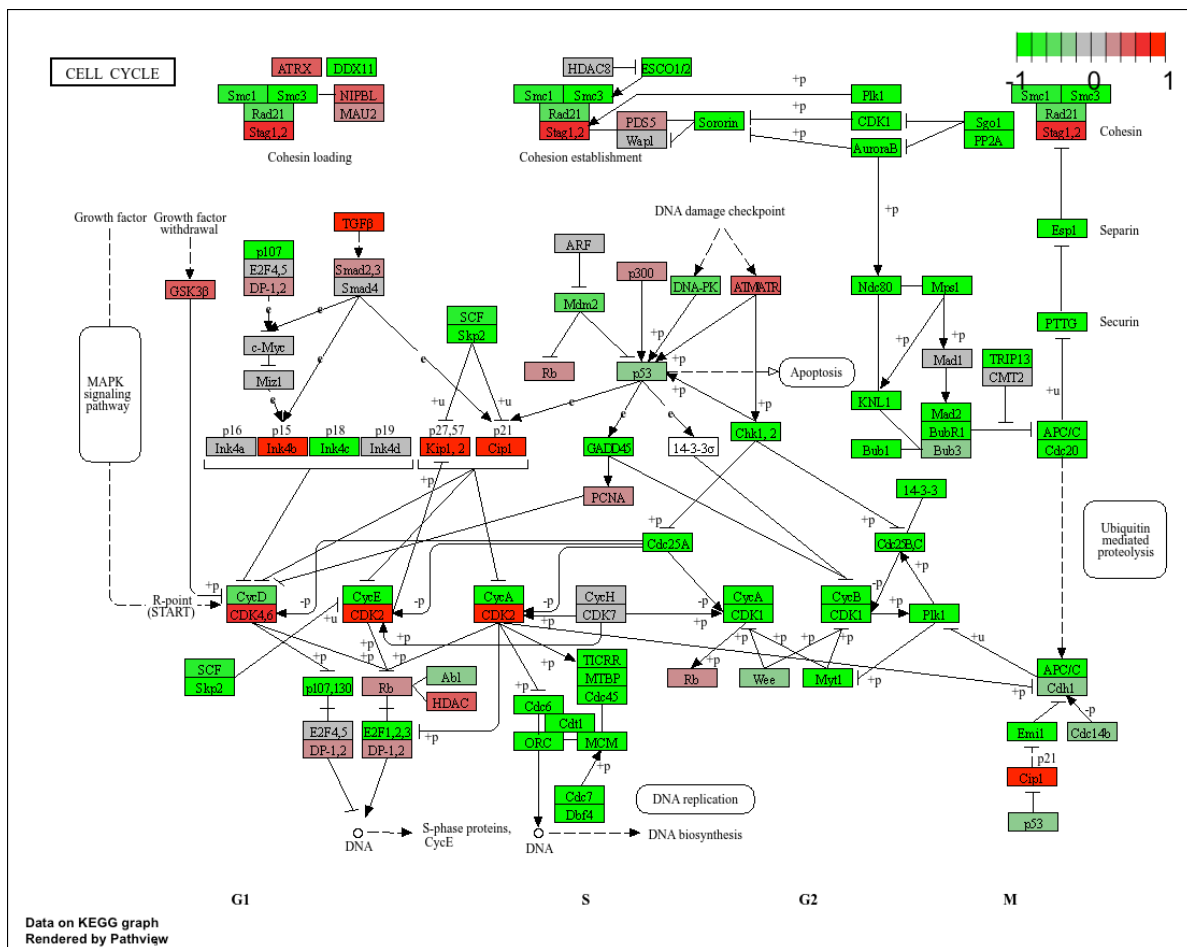 CELL CYCLE
-1 0 1
ATRX DDX11
Smc1 Smc3 NIPBL
Rad21 MAU2
Stag1,2
Cohesin loading
HDAC8 ESCO1/2
+p
Smc1 Smc3 Plk1
Rad21 PDS5 Sororin +p CDK1 Sgo1
Stag1,2 Wapl +p AuroraB PP2A
Cohesion establishment
Smc1 Smc3
Rad21
Stag1,2 Cohesin
+p
Growth factor Growth factor
withdrawal
TGFβ
DNA damage checkpoint
p107
E2F4,5
DP-1,2
Smad2,3
Smad4
GSK3β
ARF
p300
DNA-PK ATM/ATR
Mdm2
Esp1 Separin
Ndc80 Mps1
PTTG Securin
MAPK
signaling
pathway
e e
c-Myc
Miz1
e e
SCF
Skp2
+u +u
Rb
+p +p
p53
+p
Apoptosis
e e e
+p
+p +p
Mad1
TRIP13
CMT2
+u
KNL1
Mad2
BubR1
Bub3
Bub1
APC/C
Cdc20
p16 p15 p18 p19 p27,57 p21
Ink4a Ink4b Ink4c Ink4d Kip1, 2 Cip1
+p
GADD45 14-3-3σ Chk1, 2
PCNA
14-3-3
+p +p
Cdc25A Cdc25B,C
Ubiquitin
mediated
proteolysis
R-point
(START)
+p
CycD -p CycE -p CycA -p CycH -p CycA CycB -p +p
CDK4,6 CDK2 CDK2 +p CDK7 +p CDK1 CDK1 +p Plk1
+u
+p +p +p +p +p +p +p +p +p +u
SCF
Skp2
p107,130
Rb
Abl
HDAC
TICRR
MTBP
Cdc45
+p
Rb Wee Myt1 +p
APC/C
+p Cdh1
-p
E2F4,5
DP-1,2
E2F1,2,3
DP-1,2
+p
Cdc6
Cdt1
ORC MCM
+p
Cdc7
Dbf4
Emi1 Cdc14b
p21
Cip1
p53
DNA replication
DNA S-phase proteins,
CycE
DNA DNA biosynthesis
G1 S G2 M
Data on KEGG graph
Rendered by Pathview